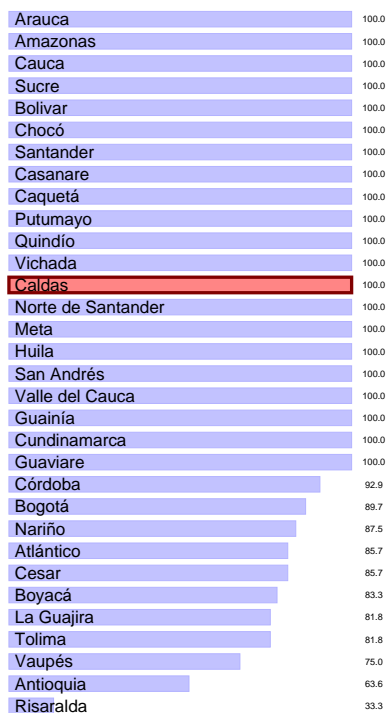 Arauca 100.0
Amazonas 100.0
Cauca 100.0
Sucre 100.0
Bolivar 100.0
Chocó 100.0
Santander 100.0
Casanare 100.0
Caquetá 100.0
Putumayo 100.0
Quindío 100.0
Vichada 100.0
Caldas 100.0
Norte de Santander 100.0
Meta 100.0
Huila 100.0
San Andrés 100.0
Valle del Cauca 100.0
Guainía 100.0
Cundinamarca 100.0
Guaviare 100.0
Córdoba 92.9
Bogotá 89.7
Nariño 87.5
Atlántico 85.7
Cesar 85.7
Boyacá 83.3
La Guajira 81.8
Tolima 81.8
Vaupés 75.0
Antioquia 63.6
Risaralda 33.3